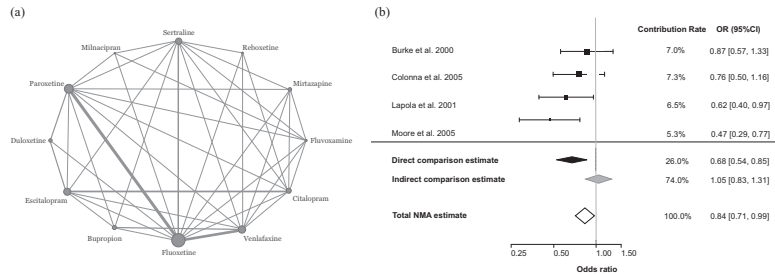 (a)
Sertraline
Milnacipran
Reboxetine
Paroxetine
Mirtazapine
Duloxetine
Fluvoxamine
Escitalopram
Citalopram
Bupropion
Venlafaxine
Fluoxetine
(b)
Contribution Rate OR (95%CI)
Burke et al. 2000 7.0% 0.87 [0.57, 1.33]
Colonna et al. 2005 7.3% 0.76 [0.50, 1.16]
Lapola et al. 2001 6.5% 0.62 [0.40, 0.97]
Moore et al. 2005 5.3% 0.47 [0.29, 0.77]
Direct comparison estimate 26.0% 0.68 [0.54, 0.85]
Indirect comparison estimate 74.0% 1.05 [0.83, 1.31]
Total NMA estimate 100.0% 0.84 [0.71, 0.99]
0.25 0.50 1.00 1.50
Odds ratio